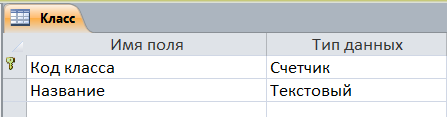 Класс
Имя поля Тип данных
Код класса Счетчик
Название Текстовый